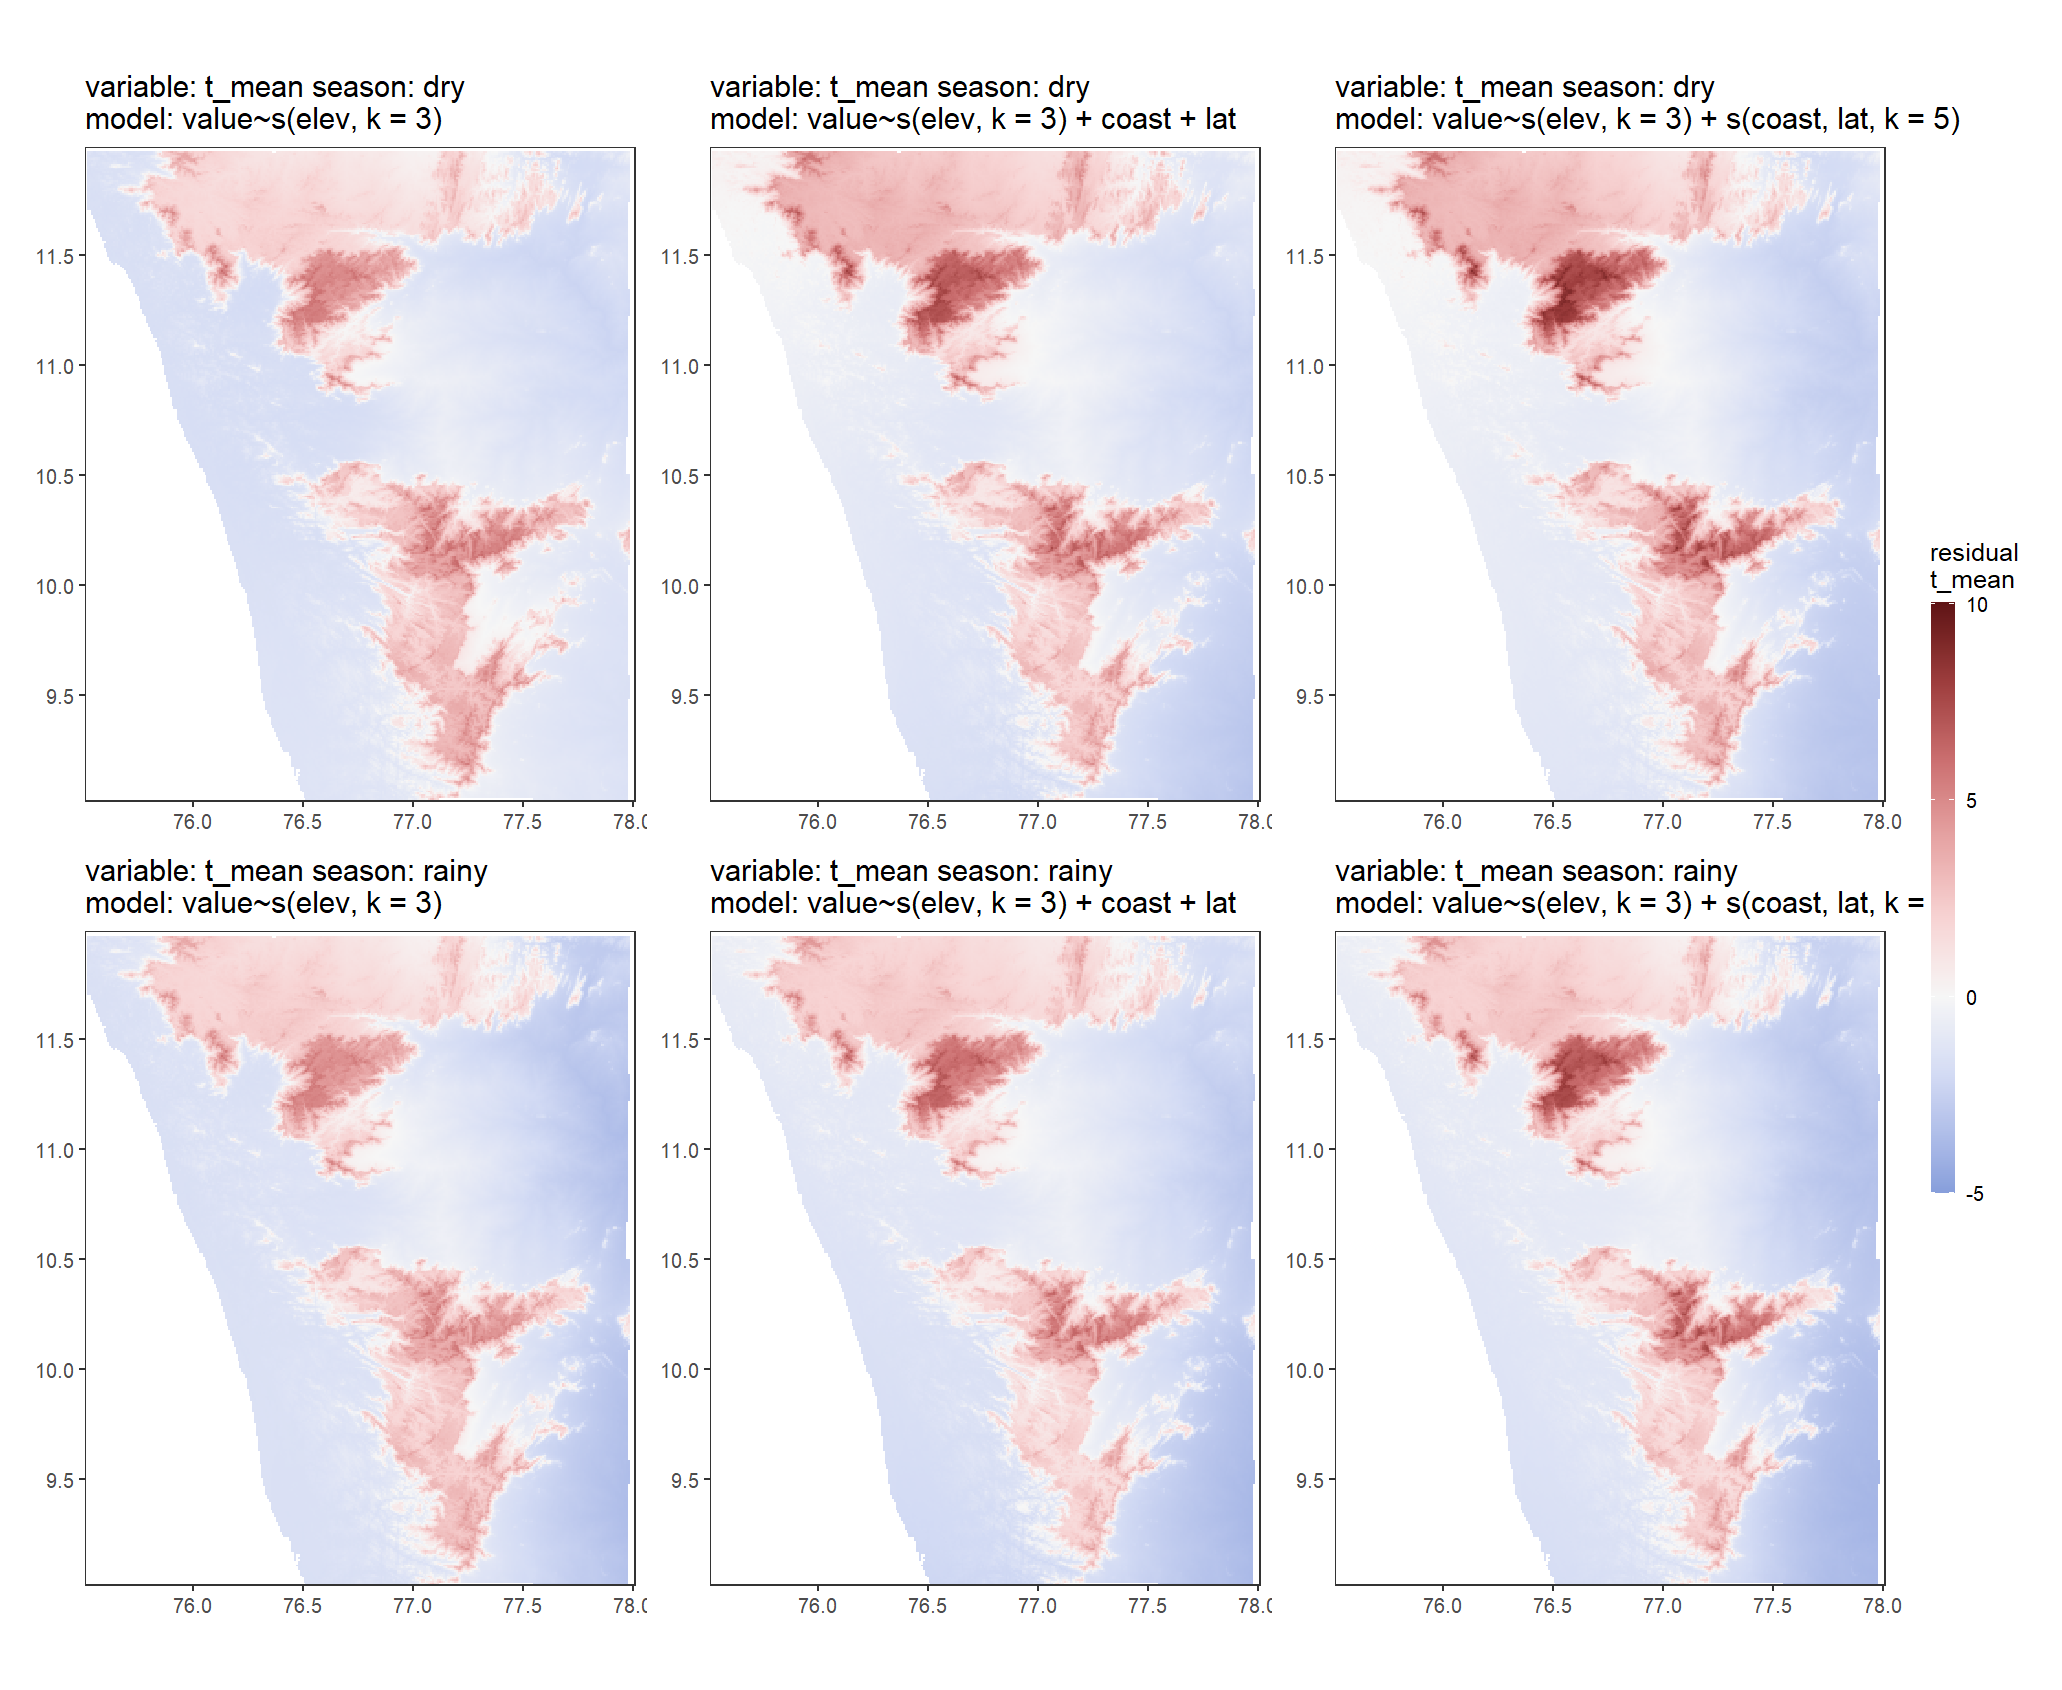 variable: t_mean season: dry
model: value~s(elev, k = 3)
variable: t_mean season: dry
model: value~s(elev, k = 3) + coast + lat
variable: t_mean season: dry
model: value~s(elev, k = 3) + s(coast, lat, k = 5)
11.5
11.0
10.5
10.0
9.5
76.0 76.5 77.0 77.5 78.0
11.5
11.0
10.5
10.0
9.5
76.0 76.5 77.0 77.5 78.0
11.5
11.0
10.5
10.0
9.5
76.0 76.5 77.0 77.5 78.0
variable: t_mean season: rainy
model: value~s(elev, k = 3)
variable: t_mean season: rainy
model: value~s(elev, k = 3) + coast + lat
variable: t_mean season: rainy
model: value~s(elev, k = 3) + s(coast, lat, k =
11.5
11.0
10.5
10.0
9.5
76.0 76.5 77.0 77.5 78.0
11.5
11.0
10.5
10.0
9.5
76.0 76.5 77.0 77.5 78.0
11.5
11.0
10.5
10.0
9.5
76.0 76.5 77.0 77.5 78.0
residual
t_mean
10
5
0
-5